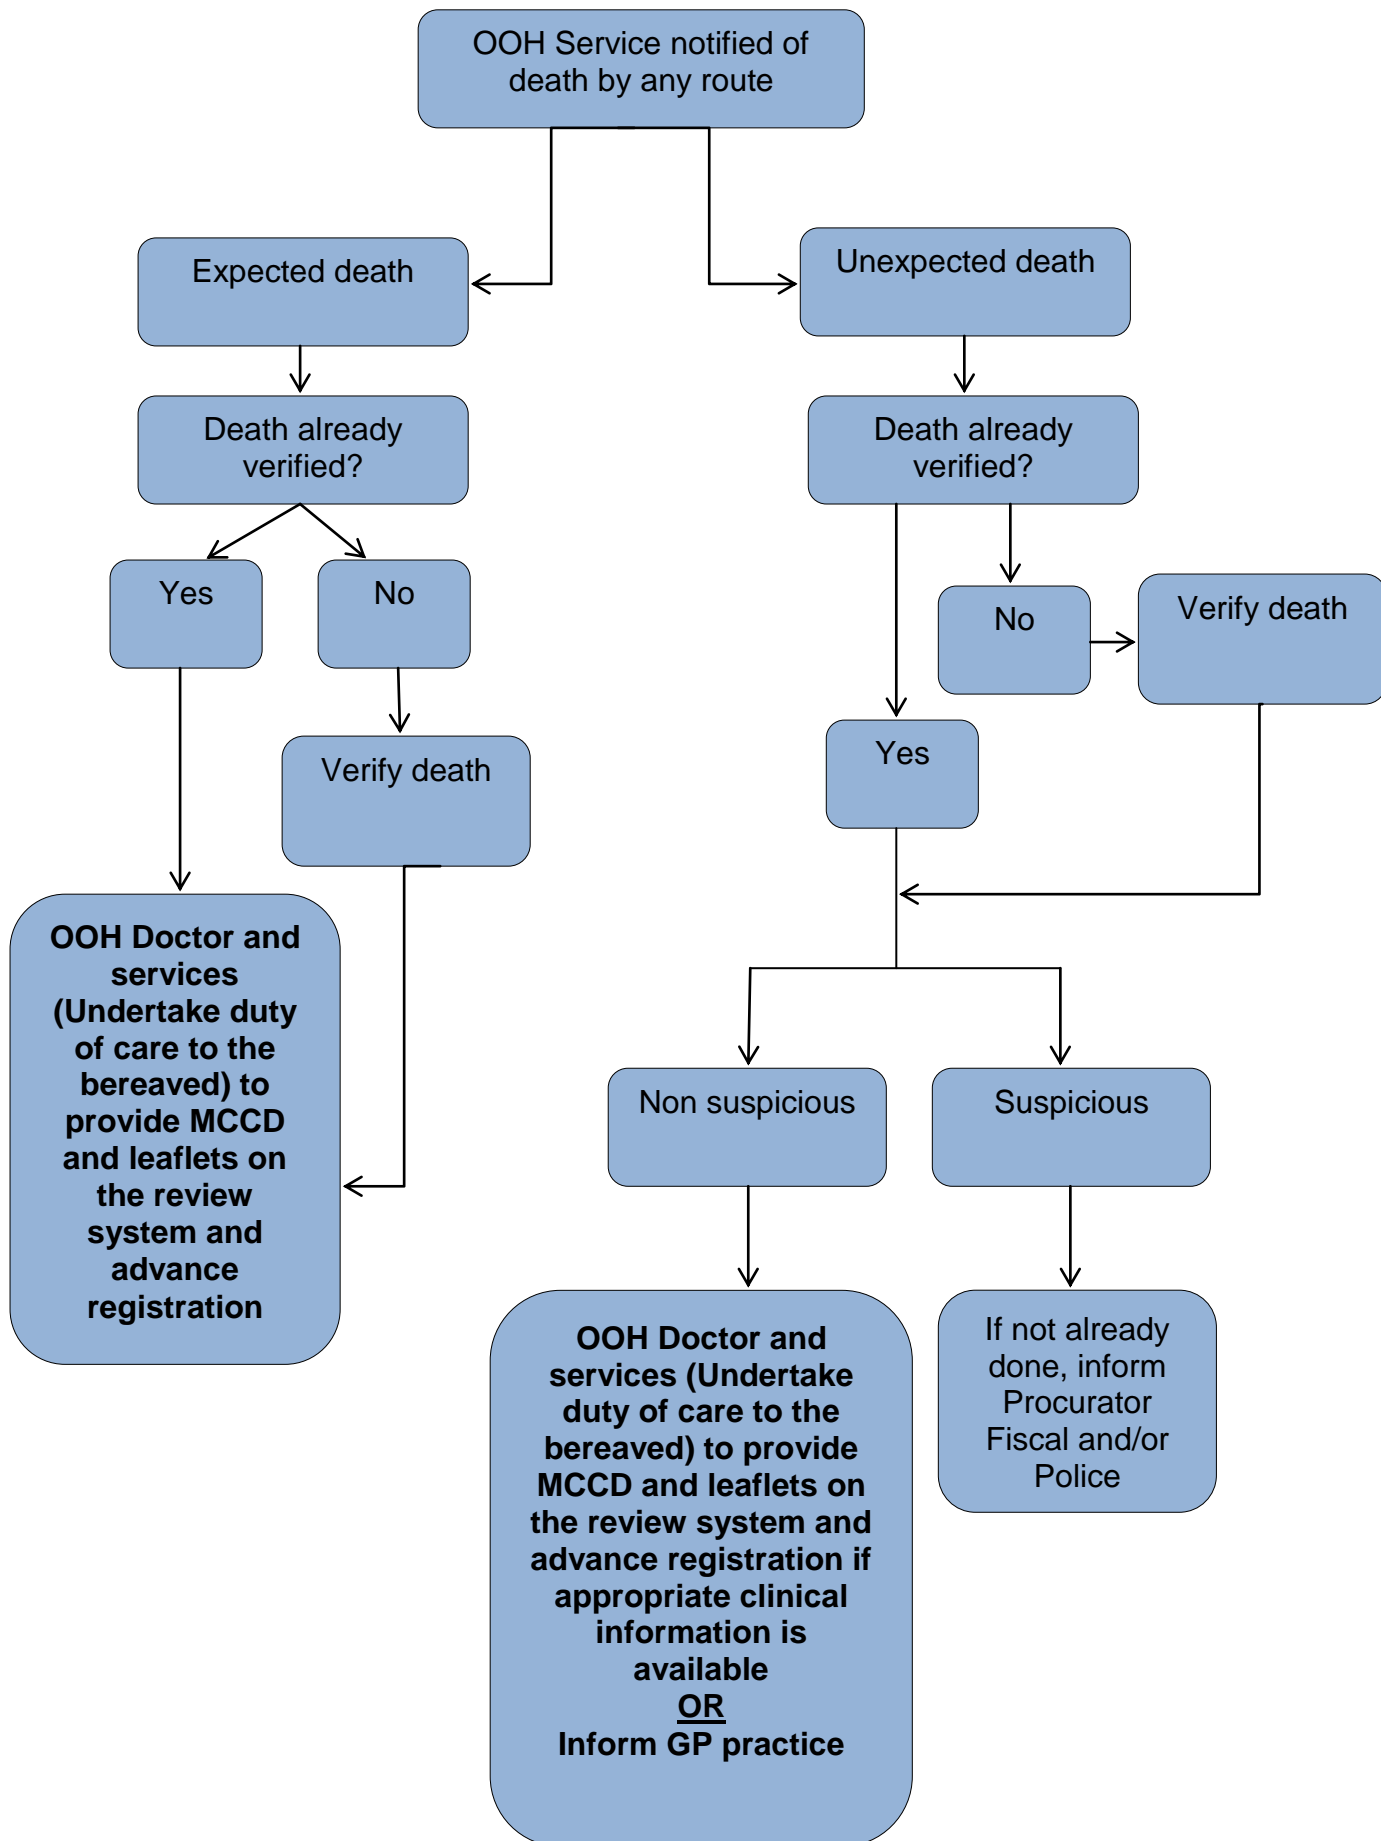 OOH Service notified of
death by any route
Expected death
Unexpected death
Death already
verified?
Death already
verified?
Yes
No
No
Verify death
Verify death
Yes
OOH Doctor and
services
(Undertake duty
of care to the
bereaved) to
provide MCCD
and leaflets on
the review
system and
advance
registration
Non suspicious
Suspicious
OOH Doctor and
services (Undertake
duty of care to the
bereaved) to provide
MCCD and leaflets on
the review system and
advance registration if
appropriate clinical
information is
available
OR
Inform GP practice
If not already
done, inform
Procurator
Fiscal and/or
Police